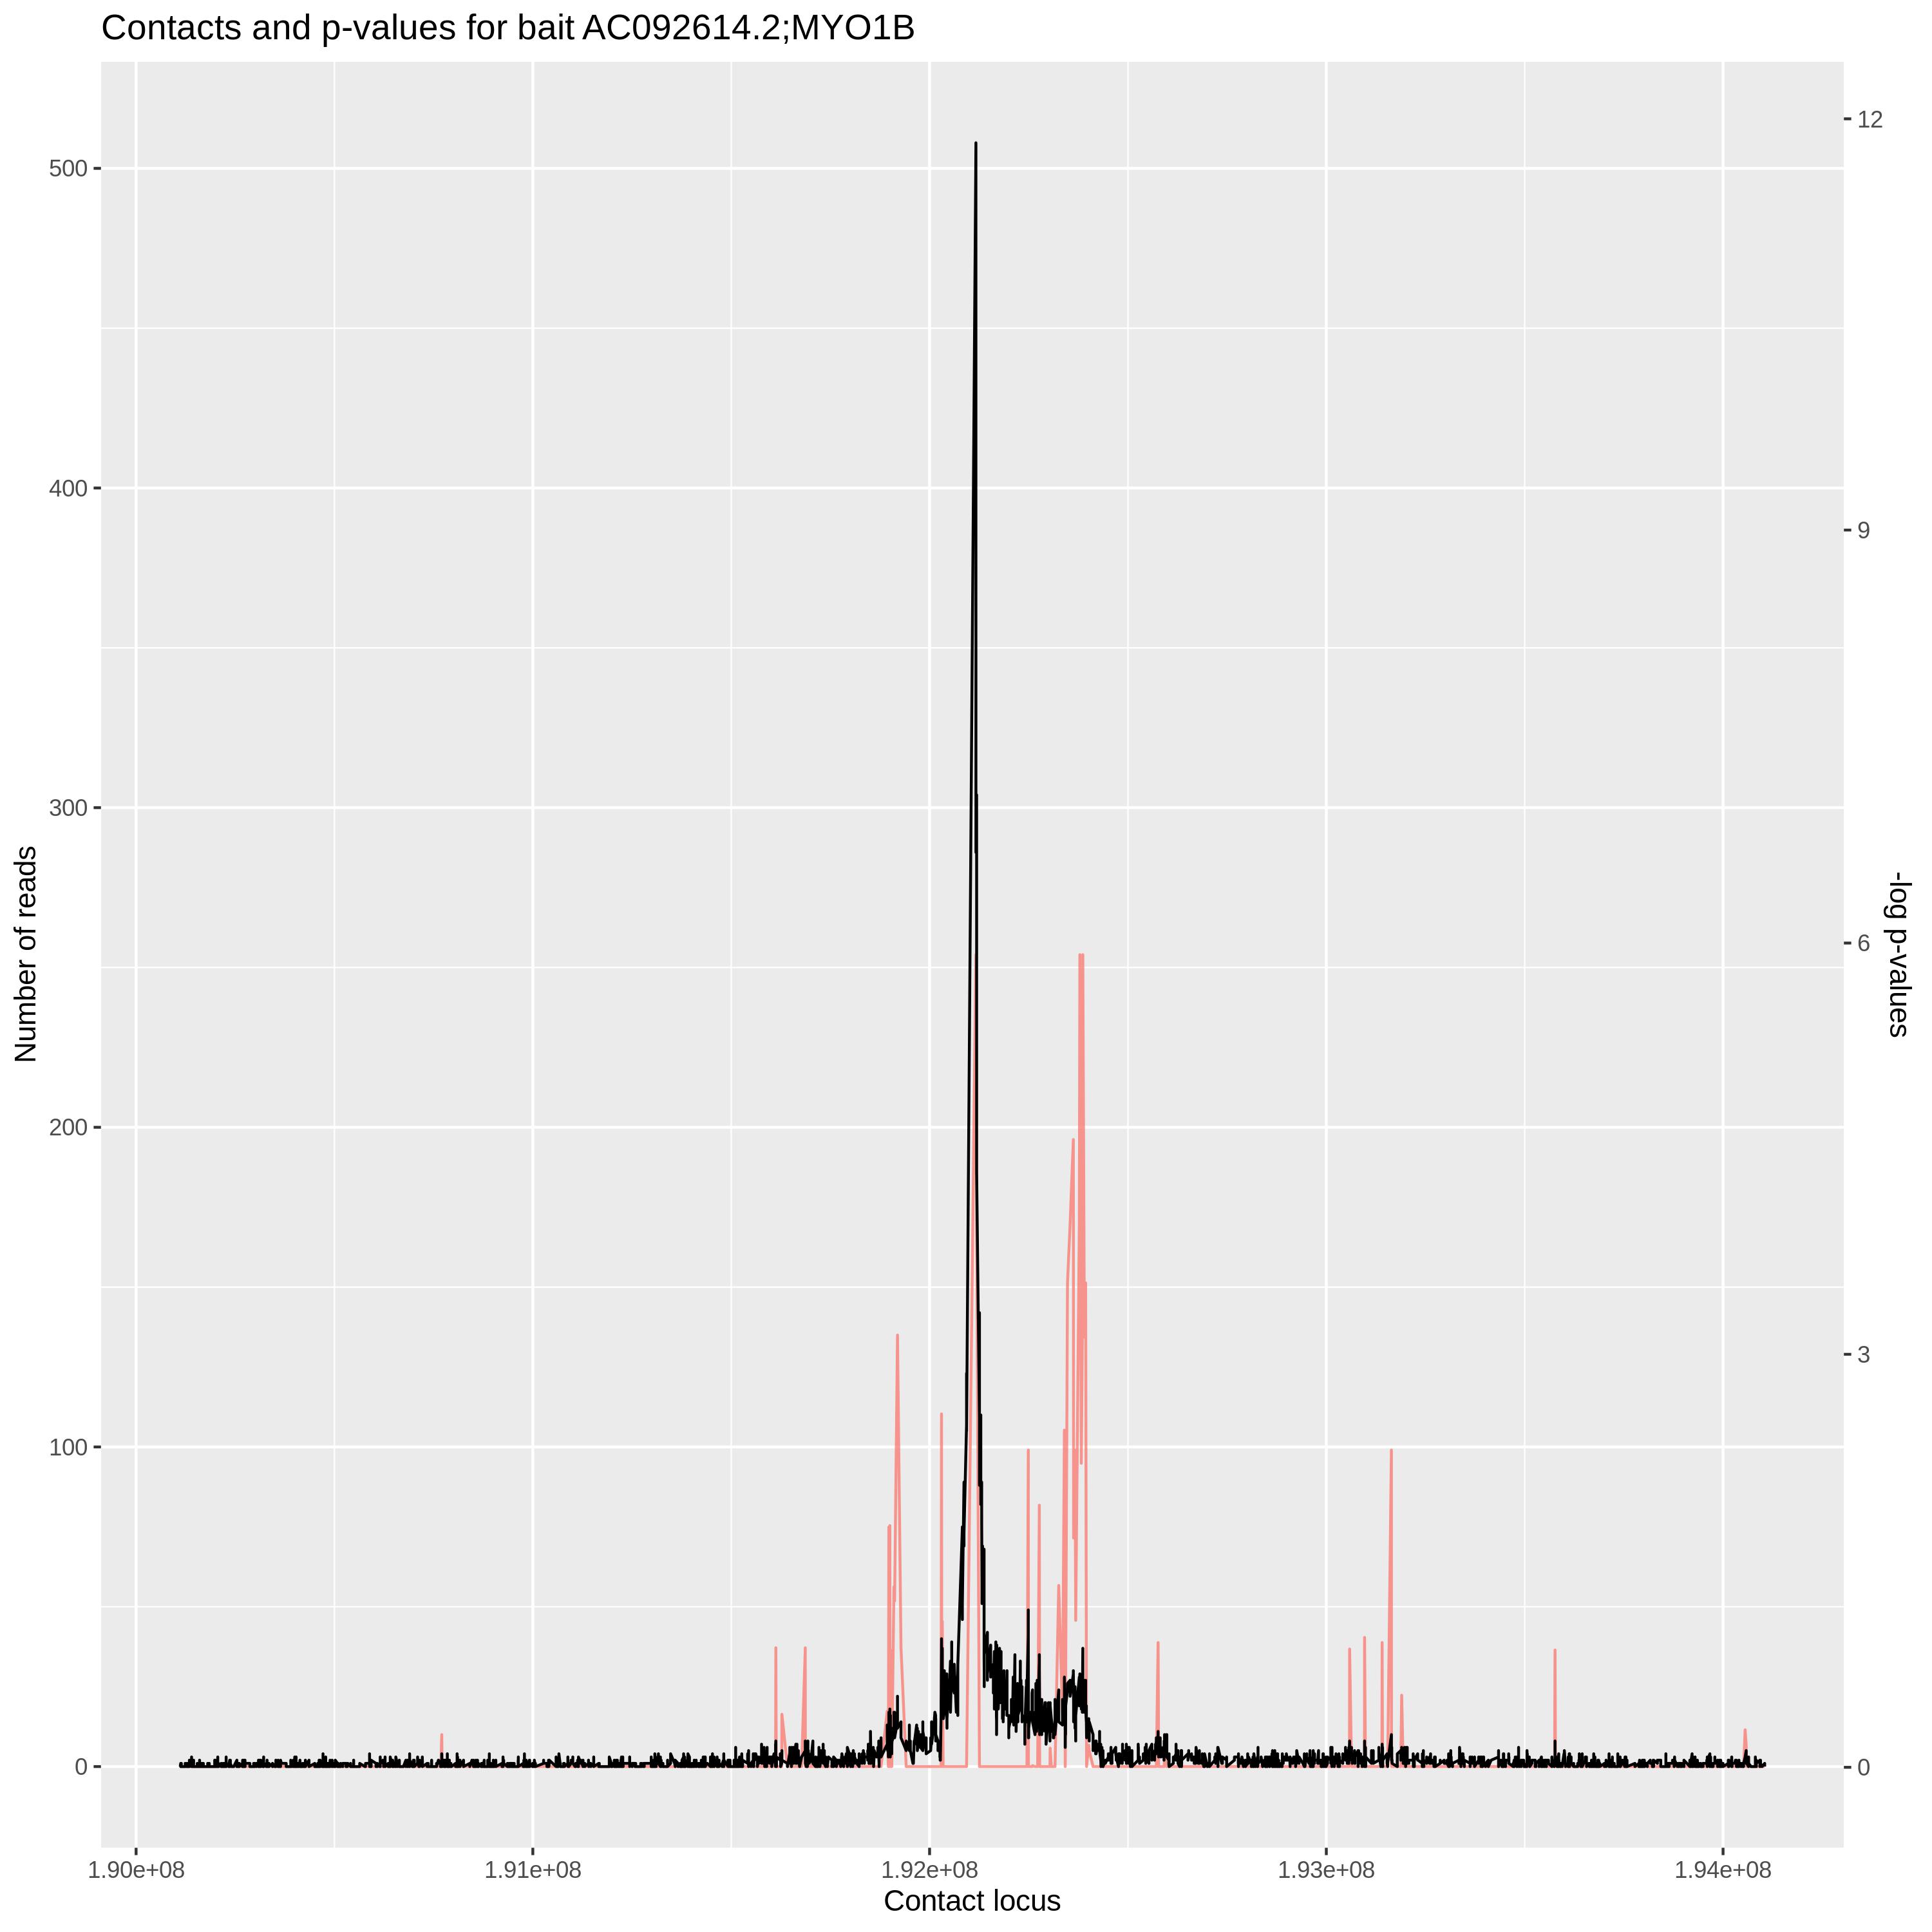 Contacts and p-values for bait AC092614.2;MYO1B
Number of reads
500
400
300
200
100
0
12
9
6
3
0
-log p-values
1.90e+08
1.91e+08
1.92e+08
1.93e+08
1.94e+08
Contact locus